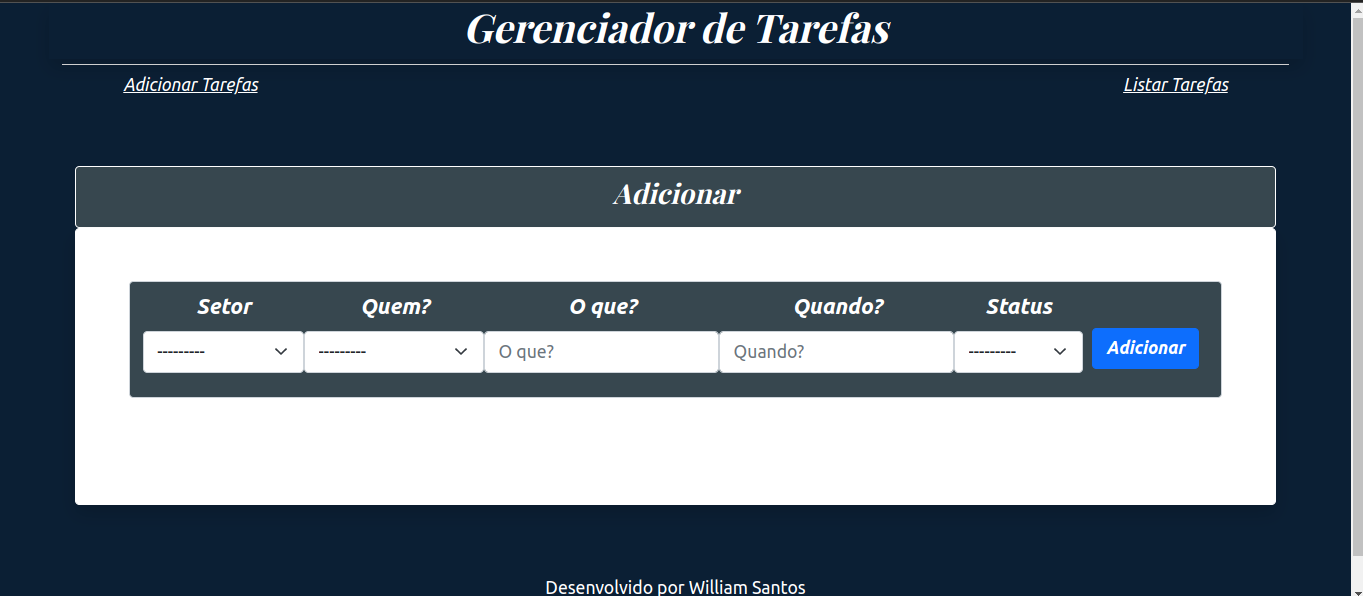 Gerenciador de Tarefas
Adicionar Tarefas Listar Tarefas
Adicionar
Setor Quem? O que? Quando? Status
--------- --------- O que? Quando? --------- Adicionar
Desenvolvido por William Santos